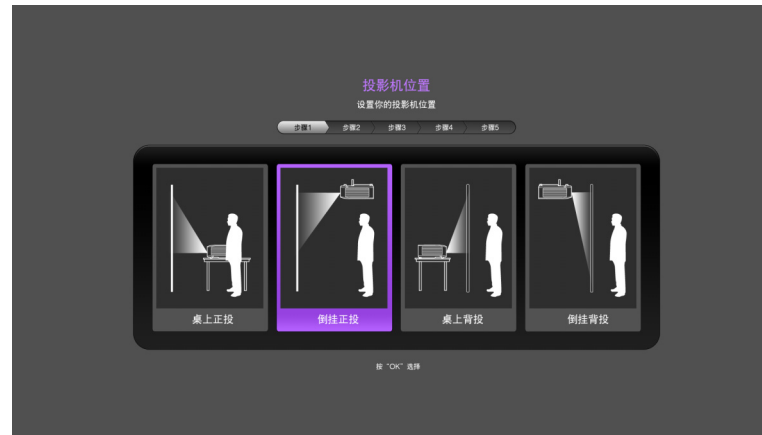 投影机位置
设置你的投影机位置
步骤1 步骤2 步骤3 步骤4 步骤5
桌上正投 倒挂正投 桌上背投 倒挂背投
按 "OK" 选择